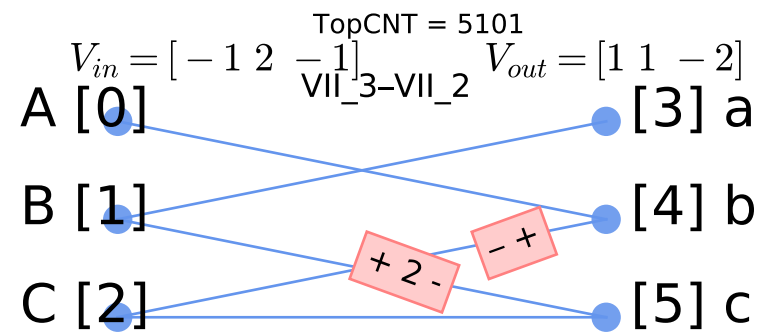 TopCNT = 5101
V_in = [ − 1 2 − 1] V_out = [1 1 − 2]
VII_3–VII_2
A [0] [3] a
B [1] [4] b
− +
+ 2 -
C [2] [5] c